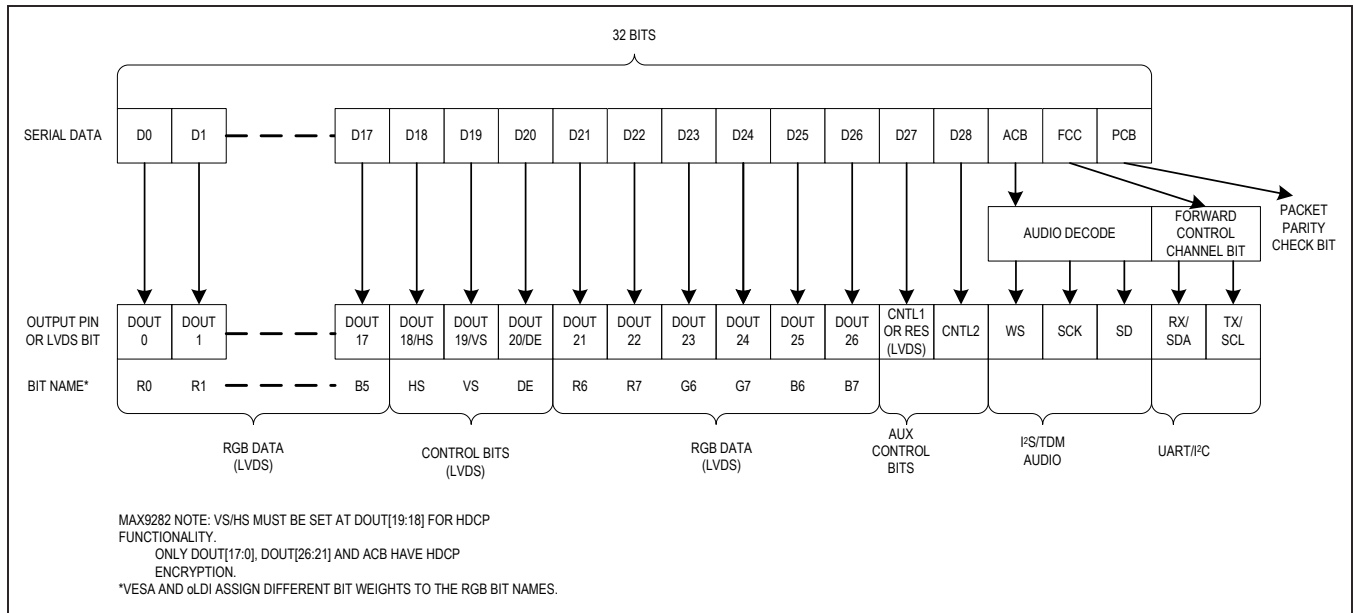 32 BITS
SERIAL DATA D0 D1 D17 D18 D19 D20 D21 D22 D23 D24 D25 D26 D27 D28 ACB FCC PCB
AUDIO DECODE
FORWARD
CONTROL
CHANNEL BIT
PACKET
PARITY
CHECK BIT
OUTPUT PIN
OR LVDS BIT
DOUT
0
DOUT
1
DOUT
17
DOUT
18/HS
DOUT
19/VS
DOUT
20/DE
DOUT
21
DOUT
22
DOUT
23
DOUT
24
DOUT
25
DOUT
26
CNTL1
OR RES
(LVDS)
CNTL2
WS
SCK
SD
RX/
SDA
TX/
SCL
BIT NAME* R0 R1 B5 HS VS DE R6 R7 G6 G7 B6 B7
RGB DATA
(LVDS)
CONTROL BITS
(LVDS)
RGB DATA
(LVDS)
AUX
CONTROL
BITS
I²S/TDM
AUDIO
UART/I²C
MAX9282 NOTE: VS/HS MUST BE SET AT DOUT[19:18] FOR HDCP
FUNCTIONALITY.
ONLY DOUT[17:0], DOUT[26:21] AND ACB HAVE HDCP
ENCRYPTION.
*VESA AND oLDI ASSIGN DIFFERENT BIT WEIGHTS TO THE RGB BIT NAMES.